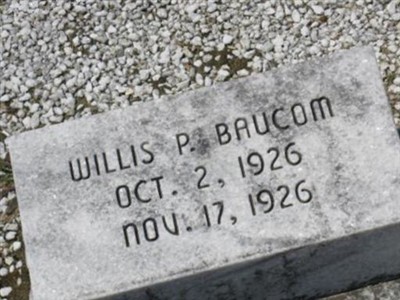 WILLIS P. BAUCOM
OCT. 2, 1926
NOV. 17, 1926